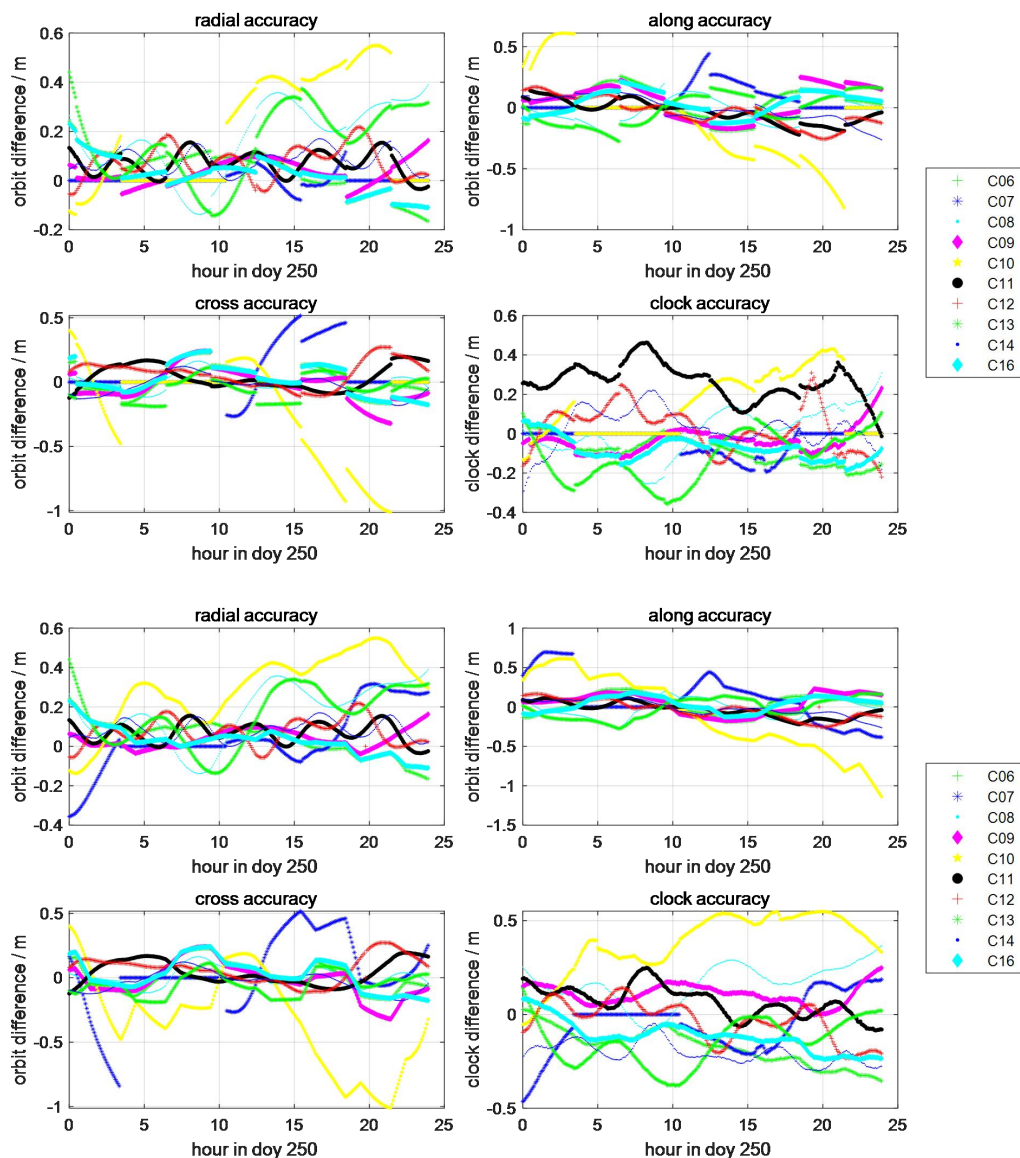 radial accuracy
0.6
0.4
0.2
0
-0.2
orbit difference / m
0 5 10 15 20 25
hour in doy 250
along accuracy
0.5
0
-0.5
-1
orbit difference / m
0 5 10 15 20 25
hour in doy 250
cross accuracy
0.5
0
-0.5
-1
orbit difference / m
0 5 10 15 20 25
hour in doy 250
clock accuracy
0.6
0.4
0.2
0
-0.2
-0.4
clock difference / m
0 5 10 15 20 25
hour in doy 250
C06
C07
C08
C09
C10
C11
C12
C13
C14
C16
radial accuracy
0.6
0.4
0.2
0
-0.2
-0.4
orbit difference / m
0 5 10 15 20 25
hour in doy 250
along accuracy
1
0.5
0
-0.5
-1
-1.5
orbit difference / m
0 5 10 15 20 25
hour in doy 250
cross accuracy
0.5
0
-0.5
-1
orbit difference / m
0 5 10 15 20 25
hour in doy 250
clock accuracy
0.5
0
-0.5
clock difference / m
0 5 10 15 20 25
hour in doy 250
C06
C07
C08
C09
C10
C11
C12
C13
C14
C16